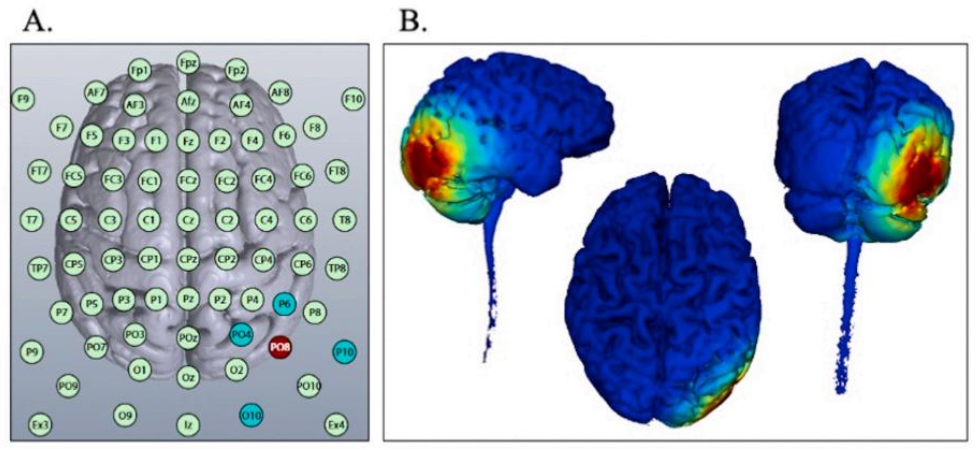 A. B.
Fp1 Fpz Fp2
F9 AF7 AF3 Afz AF4 AF8 F10
F7 F5 F3 F1 Fz F2 F4 F6 F8
FT7 FC5 FC3 FC1 FCz FC2 FC4 FC6 FT8
T7 C5 C3 C1 Cz C2 C4 C6 T8
TP7 CP5 CP3 CP1 CPz CP2 CP4 CP6 TP8
P7 P5 P3 P1 Pz P2 P4 P6 P8
P9 PO7 PO3 POz PO4 PO8 P10
PO9 O1 Oz O2 PO10
Ex3 O9 Iz O10 Ex4